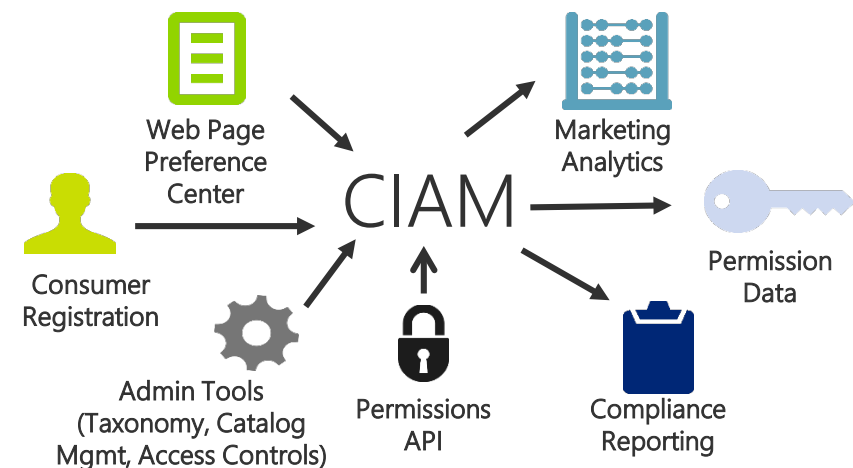 Web Page
Preference
Center
Marketing
Analytics
CIAM
Consumer
Registration
Permission
Data
Admin Tools
(Taxonomy, Catalog
Mgmt, Access Controls)
Permissions
API
Compliance
Reporting